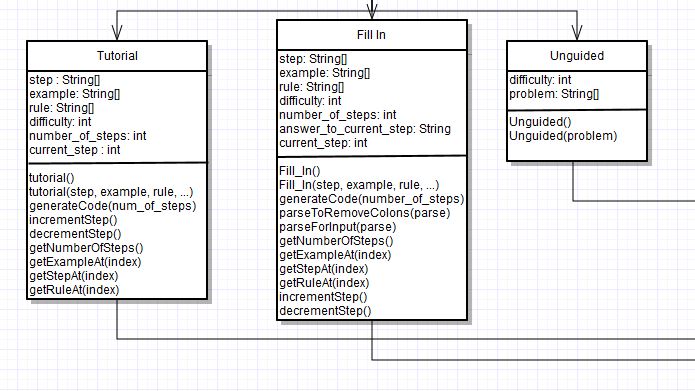 Tutorial
step : String[]
example: String[]
rule: String[]
difficulty: int
number_of_steps: int
current_step : int
tutorial()
tutorial(step, example, rule, ...)
generateCode(num_of_steps)
incrementStep()
decrementStep()
getNumberOfSteps()
getExampleAt(index)
getStepAt(index)
getRuleAt(index)
Fill In
step: String[]
example: String[]
rule: String[]
difficulty: int
number_of_steps: int
answer_to_current_step: String
current_step: int
Fill_In()
Fill_In(step, example, rule, ...)
generateCode(number_of_steps)
parseToRemoveColons(parse)
parseForInput(parse)
getNumberOfSteps()
getExampleAt(index)
getStepAt(index)
getRuleAt(index)
incrementStep()
decrementStep()
Unguided
difficulty: int
problem: String[]
Unguided()
Unguided(problem)